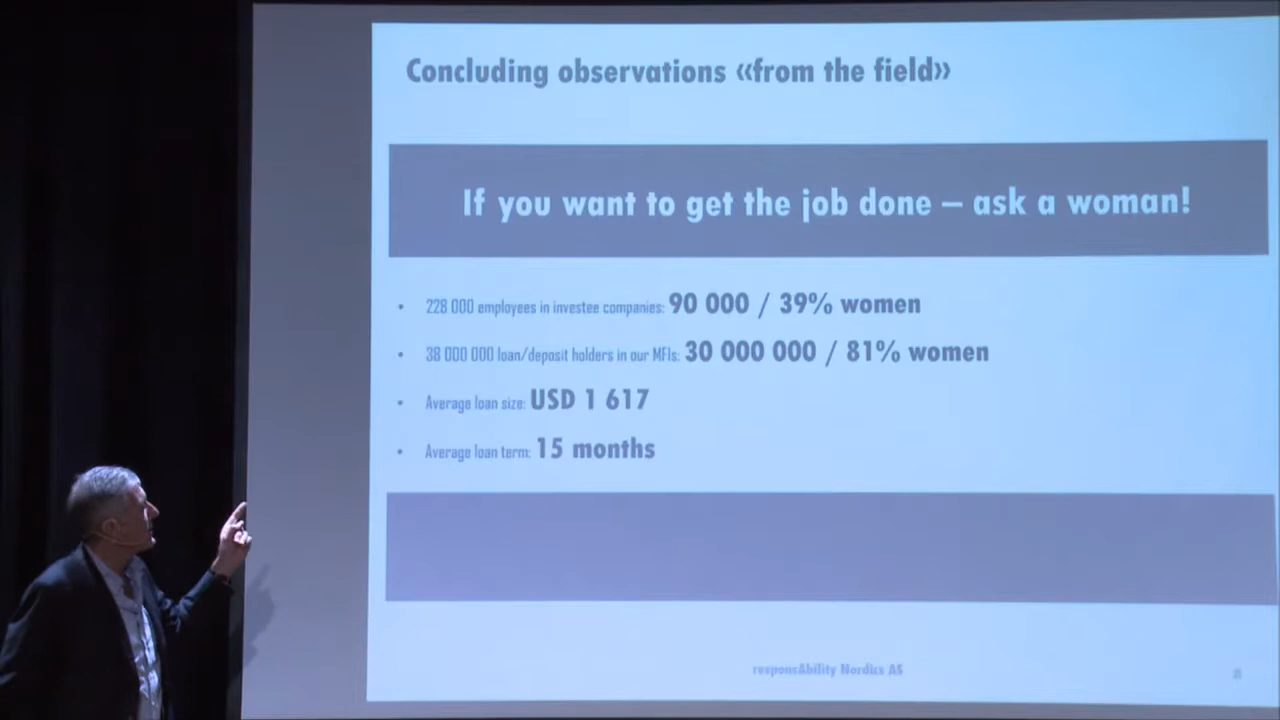 Concluding observations «from the field»
If you want to get the job done – ask a woman!
• 228 000 employees in investee companies: 90 000 / 39% women
• 38 000 000 loan/deposit holders in our MFIs: 30 000 000 / 81% women
• Average loan size: USD 1 617
• Average loan term: 15 months
responsAbility Nordics AS
8